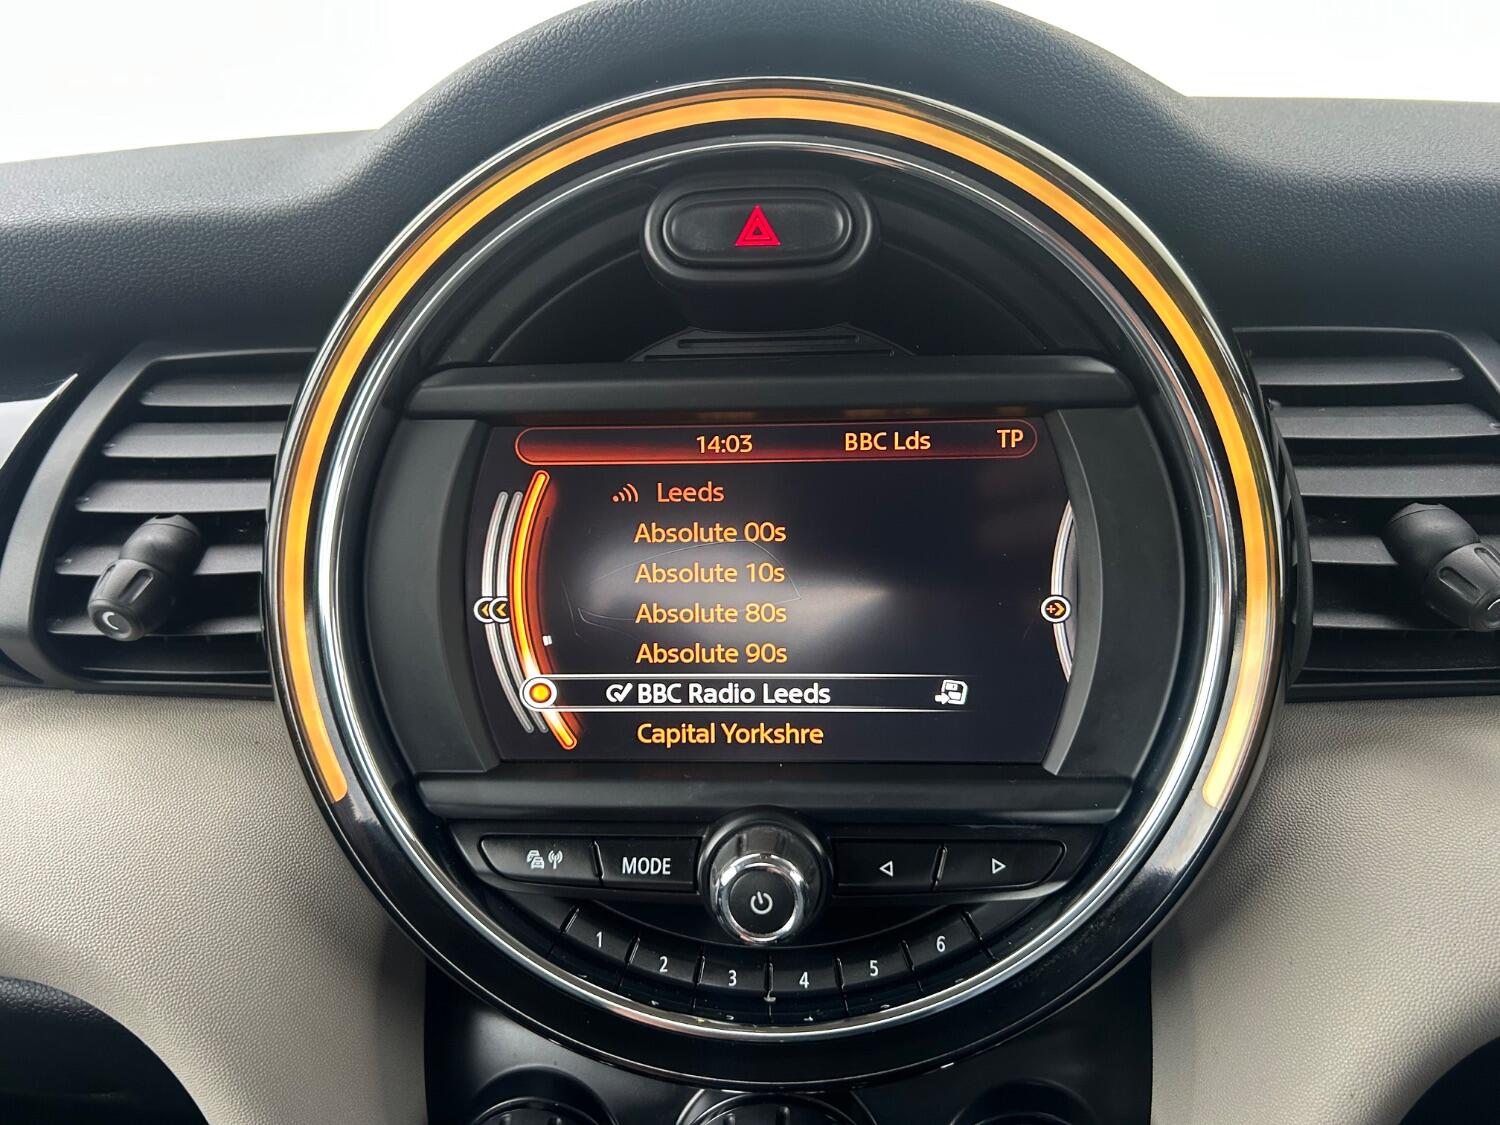 14:03 BBC Lds TP
Leeds
Absolute 00s
Absolute 10s
Absolute 80s
Absolute 90s
BBC Radio Leeds
Capital Yorkshre
MODE
1 2 3 4 5 6